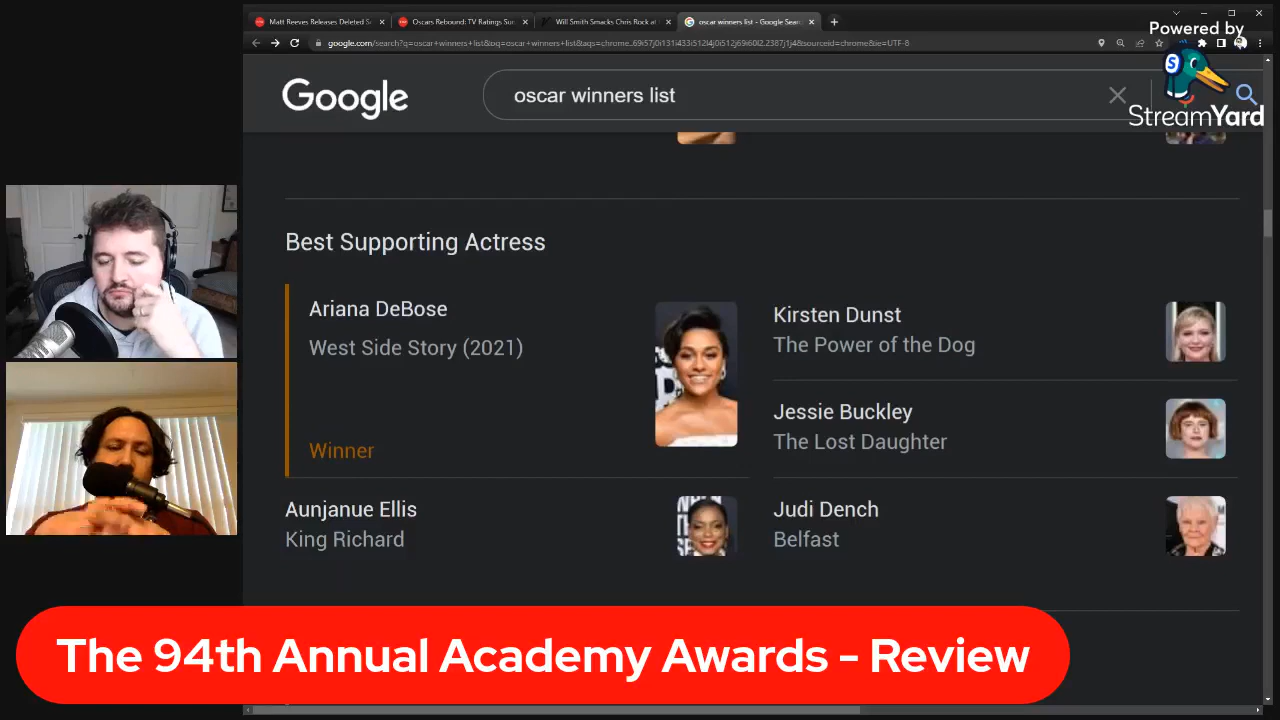 Matt Reeves Releases Deleted S
Oscars Rebound: TV Ratings Su
Will Smith Smacks Chris Rock at
oscar winners list - Google Sear
Powered by
StreamYard
Google
oscar winners list
Best Supporting Actress
Ariana DeBose
West Side Story (2021)
Winner
Kirsten Dunst
The Power of the Dog
Jessie Buckley
The Lost Daughter
Aunjanue Ellis
King Richard
Judi Dench
Belfast
The 94th Annual Academy Awards - Review